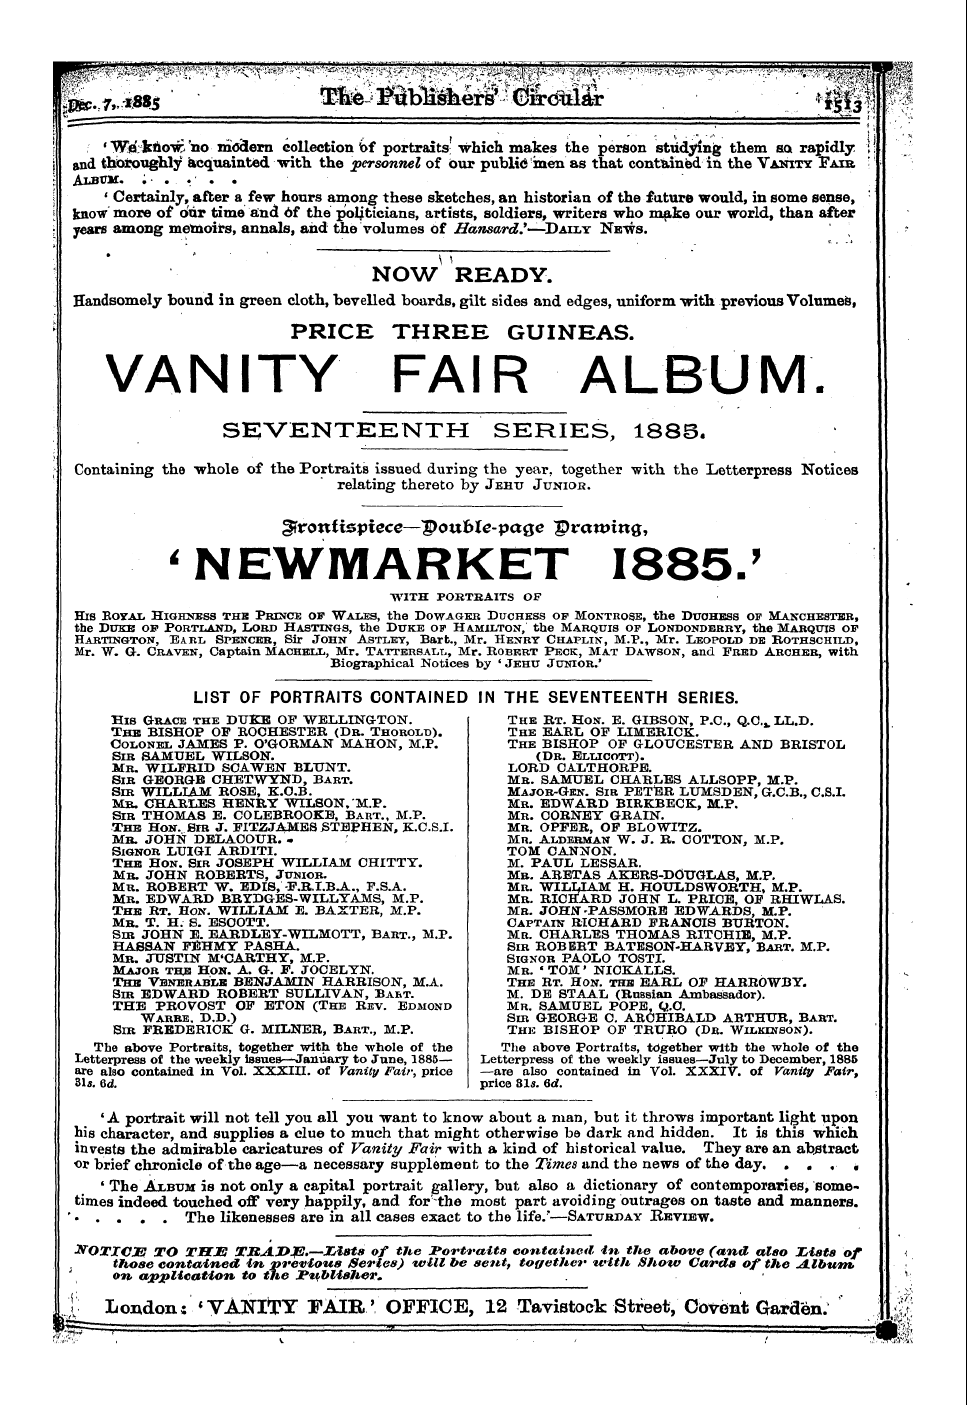 Dec. 7, 1885 The Publishers' Circular 1513
'We know no modern collection of portraits which makes the person studying them so rapidly
and thoroughly acquainted with the personnel of our public men as that contained in the VANITY FAIR
ALBUM. . . . . .
'Certainly, after a few hours among these sketches, an historian of the future would, in some sense,
know more of our time and of the politicians, artists, soldiers, writers who make our world, than after
years among memoirs, annals, and the volumes of Hansard.'—DAILY NEWS.
NOW READY.
Handsomely bound in green cloth, bevelled boards, gilt sides and edges, uniform with previous Volumes,
PRICE THREE GUINEAS.
VANITY FAIR ALBUM.
SEVENTEENTH SERIES, 1885.
Containing the whole of the Portraits issued during the year, together with the Letterpress Notices
relating thereto by JEHU JUNIOR.
Frontispiece—Double-page Drawing,
'NEWMARKET 1885.'
WITH PORTRAITS OF
HIS ROYAL HIGHNESS THE PRINCE OF WALES, the DOWAGER DUCHESS OF MONTROSE, the DUCHESS OF MANCHESTER,
the DUKE OF PORTLAND, LORD HASTINGS, the DUKE OF HAMILTON, the MARQUIS OF LONDONDERRY, the MARQUIS OF
HARTINGTON, EARL SPENCER, Sir JOHN ASTLEY, Bart., Mr. HENRY CHAPLIN, M.P., Mr. LEOPOLD DE ROTHSCHILD,
Mr. W. G. CRAVEN, Captain MACHELL, Mr. TATTERSALL, Mr. ROBERT PECK, MAT DAWSON, and FRED ARCHER, with
Biographical Notices by 'JEHU JUNIOR.'
LIST OF PORTRAITS CONTAINED IN THE SEVENTEENTH SERIES.
HIS GRACE THE DUKE OF WELLINGTON.
THE BISHOP OF ROCHESTER (DR. THOROLD).
COLONEL JAMES P. O'GORMAN MAHON, M.P.
SIR SAMUEL WILSON.
MR. WILFRID SCAWEN BLUNT.
SIR GEORGE CHETWYND, BART.
SIR WILLIAM ROSE, K.C.B.
MR. CHARLES HENRY WILSON, M.P.
SIR THOMAS E. COLEBROOKE, BART., M.P.
THE HON. SIR J. FITZJAMES STEPHEN, K.C.S.I.
MR. JOHN DELACOUR.
SIGNOR LUIGI ARDITI.
THE HON. SIR JOSEPH WILLIAM CHITTY.
MR. JOHN ROBERTS, JUNIOR.
MR. ROBERT W. EDIS, F.R.I.B.A., F.S.A.
MR. EDWARD BRYDGES-WILLYAMS, M.P.
THE RT. HON. WILLIAM E. BAXTER, M.P.
MR. T. H. S. ESCOTT.
SIR JOHN E. EARDLEY-WILMOTT, BART., M.P.
HASSAN FEHMY PASHA.
MR. JUSTIN M'CARTHY, M.P.
MAJOR THE HON. A. G. F. JOCELYN.
THE VENERABLE BENJAMIN HARRISON, M.A.
SIR EDWARD ROBERT SULLIVAN, BART.
THE PROVOST OF ETON (THE REV. EDMOND
WARRE, D.D.)
SIR FREDERICK G. MILNER, BART., M.P.
The above Portraits, together with the whole of the
Letterpress of the weekly issues—January to June, 1885—
are also contained in Vol. XXXIII. of Vanity Fair, price
31s. 6d.
THE RT. HON. E. GIBSON, P.C., Q.C., LL.D.
THE EARL OF LIMERICK.
THE BISHOP OF GLOUCESTER AND BRISTOL
(DR. ELLICOTT).
LORD CALTHORPE.
MR. SAMUEL CHARLES ALLSOPP, M.P.
MAJOR-GEN. SIR PETER LUMSDEN, G.C.B., C.S.I.
MR. EDWARD BIRKBECK, M.P.
MR. CORNEY GRAIN.
MR. OPPER, OF BLOWITZ.
MR. ALDERMAN W. J. R. COTTON, M.P.
TOM CANNON.
M. PAUL LESSAR.
MR. ARETAS AKERS-DOUGLAS, M.P.
MR. WILLIAM H. HOULDSWORTH, M.P.
MR. RICHARD JOHN L. PRICE, OF RHIWLAS.
MR. JOHN PASSMORE EDWARDS, M.P.
CAPTAIN RICHARD FRANCIS BURTON.
MR. CHARLES THOMAS RITCHIE, M.P.
SIR ROBERT BATESON-HARVEY, BART. M.P.
SIGNOR PAOLO TOSTI.
MR. 'TOM' NICKALLS.
THE RT. HON. THE EARL OF HARROWBY.
M. DE STAAL (Russian Ambassador).
MR. SAMUEL POPE, Q.C.
SIR GEORGE C. ARCHIBALD ARTHUR, BART.
THE BISHOP OF TRURO (DR. WILKINSON).
The above Portraits, together with the whole of the
Letterpress of the weekly issues—July to December, 1885
—are also contained in Vol. XXXIV. of Vanity Fair,
price 31s. 6d.
'A portrait will not tell you all you want to know about a man, but it throws important light upon
his character, and supplies a clue to much that might otherwise be dark and hidden. It is this which
invests the admirable caricatures of Vanity Fair with a kind of historical value. They are an abstract
or brief chronicle of the age—a necessary supplement to the Times and the news of the day. . . . .
'The ALBUM is not only a capital portrait gallery, but also a dictionary of contemporaries, some-
times indeed touched off very happily, and for the most part avoiding outrages on taste and manners.
. . . . . The likenesses are in all cases exact to the life.'—SATURDAY REVIEW.
NOTICE TO THE TRADE.—Lists of the Portraits contained in the above (and also Lists of
those contained in previous Series) will be sent, together with Show Cards of the Album
on application to the Publisher.
London: 'VANITY FAIR' OFFICE, 12 Tavistock Street, Covent Garden.